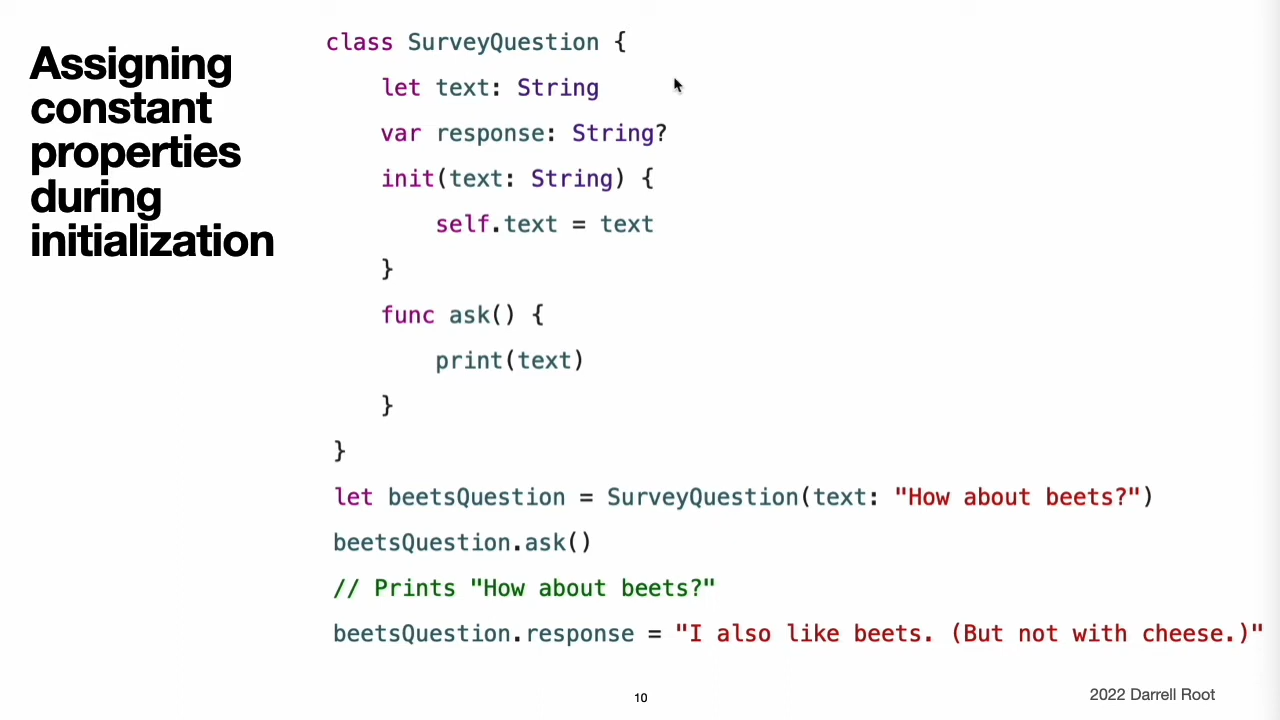 Assigning
constant
properties
during
initialization
class SurveyQuestion {
let text: String
var response: String?
init(text: String) {
self.text = text
}
func ask() {
print(text)
}
}
let beetsQuestion = SurveyQuestion(text: "How about beets?")
beetsQuestion.ask()
// Prints "How about beets?"
beetsQuestion.response = "I also like beets. (But not with cheese.)"
10
2022 Darrell Root